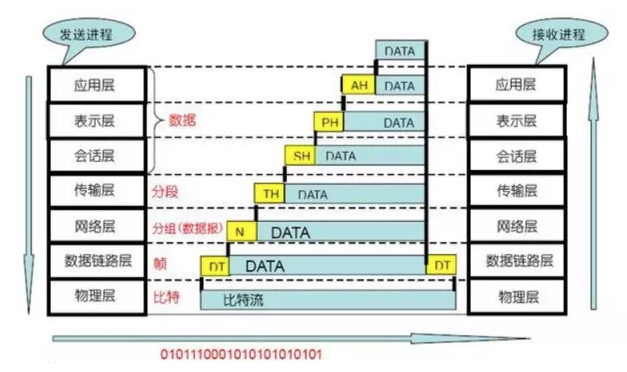 发送进程
接收进程
DATA
应用层
AH
DATA
应用层
表示层
数据
PH
DATA
表示层
会话层
SH
DATA
会话层
传输层
分段
TH
DATA
传输层
网络层
分组(数据报)
N
DATA
网络层
数据链路层
帧
DT
DATA
DT
数据链路层
物理层
比特
比特流
物理层
0101110001010101010101